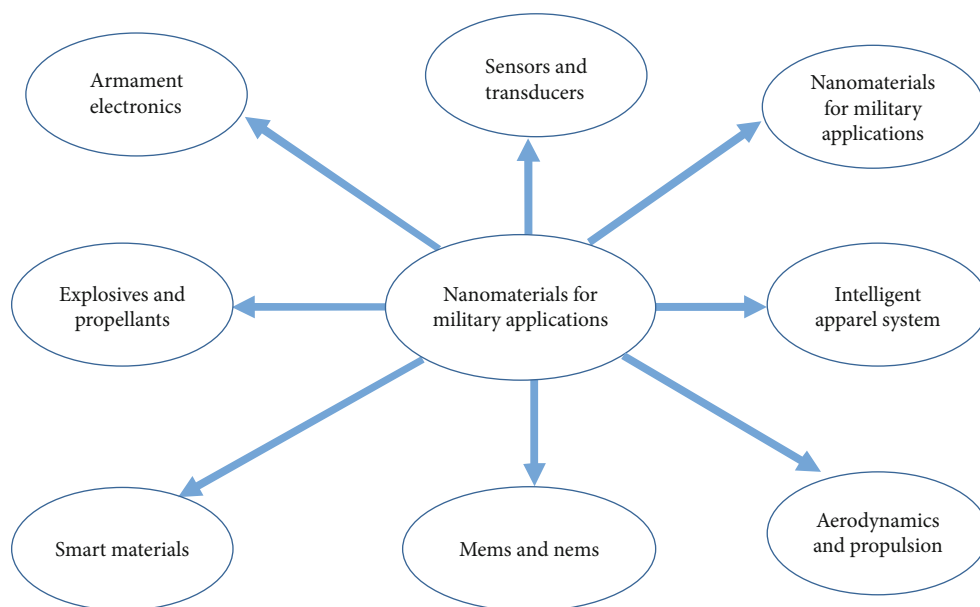 Armament
electronics
Sensors and
transducers
Nanomaterials
for military
applications
Explosives and
propellants
Nanomaterials for
military applications
Intelligent
apparel system
Smart materials
Mems and nems
Aerodynamics
and propulsion